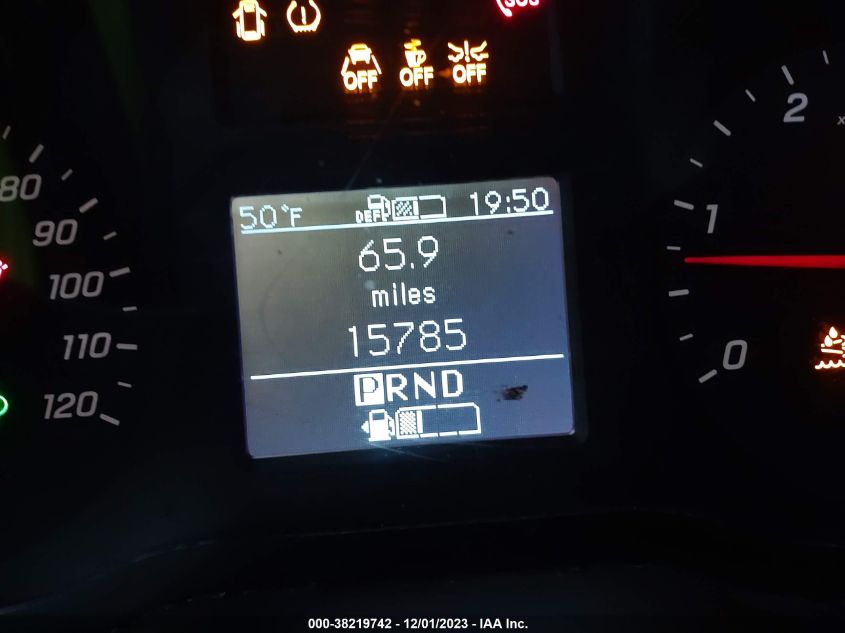 SOS
OFF OFF OFF
50°F DEF 19:50
65.9
miles
15785
PRND
80
90
100
110
120
2
1
0
x
000-38219742 - 12/01/2023 - IAA Inc.